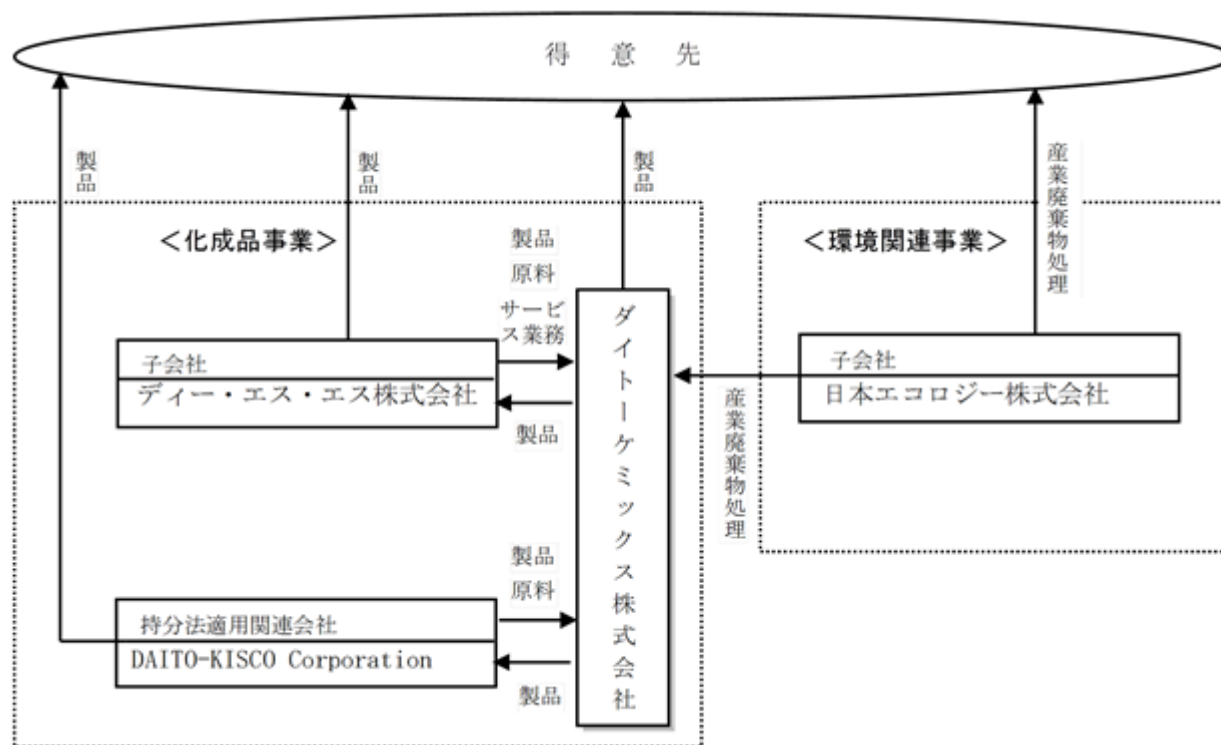 得意先
製品
製品
製品
産業廃棄物処理
＜化成品事業＞
＜環境関連事業＞
製品
原料
サービ
ス業務
子会社
ディー・エス・エス株式会社
製品
ダイトーケミックス株式会社
子会社
日本エコロジー株式会社
産業廃棄物処理
製品
原料
持分法適用関連会社
DAITO-KISCO Corporation
製品